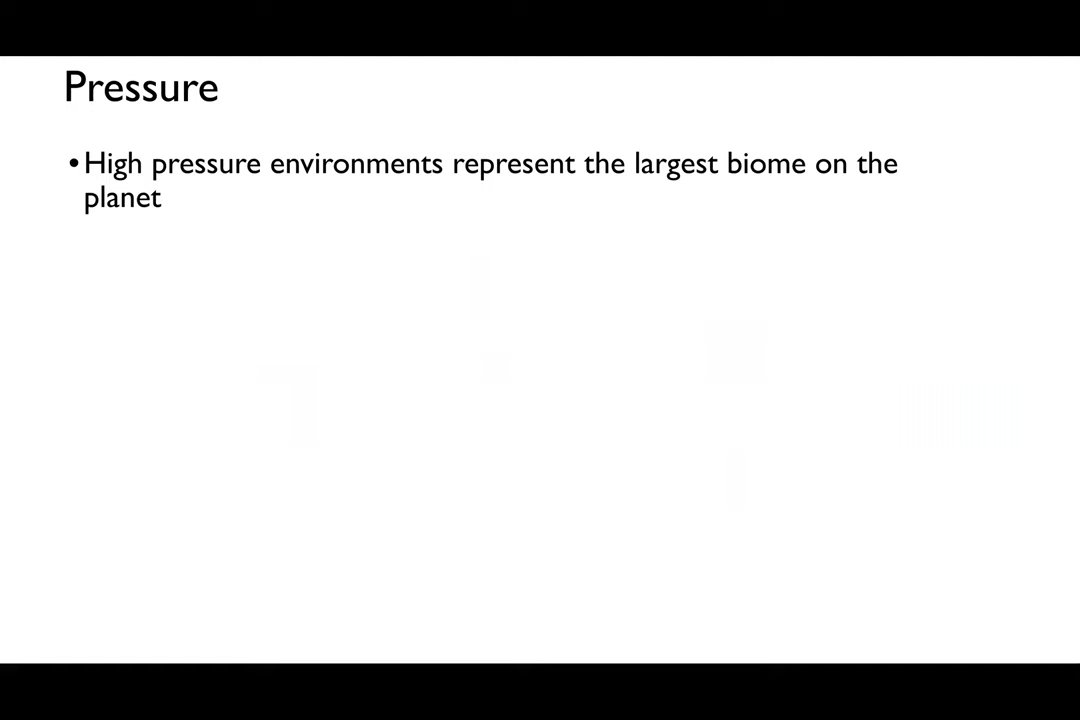 Pressure
•High pressure environments represent the largest biome on the
planet